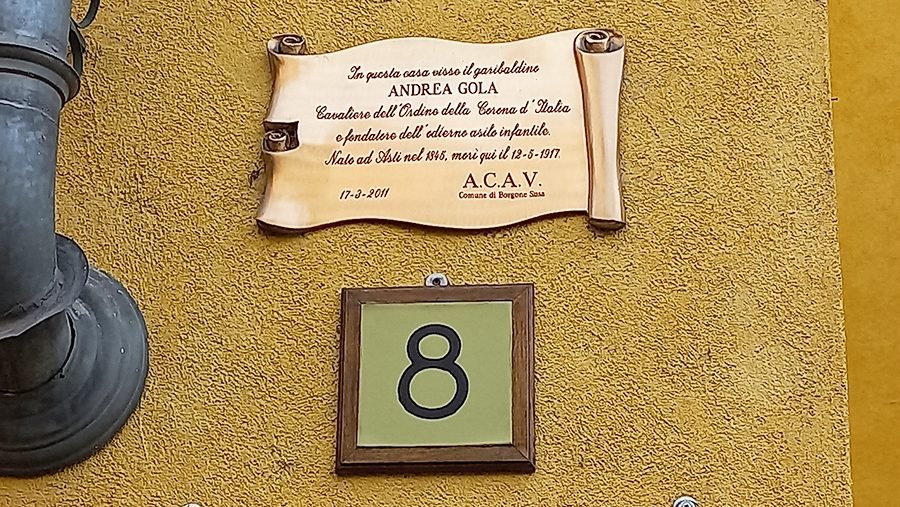 In questa casa visse il garibaldino
ANDREA GOLA
Cavaliere dell'Ordine della Corona d'Italia
e fondatore dell'odierno asilo infantile.
Nato ad Asti nel 1845, morì qui il 12-5-1917.
17-3-2011
A.C.A.V.
Comune di Borgone Susa
8